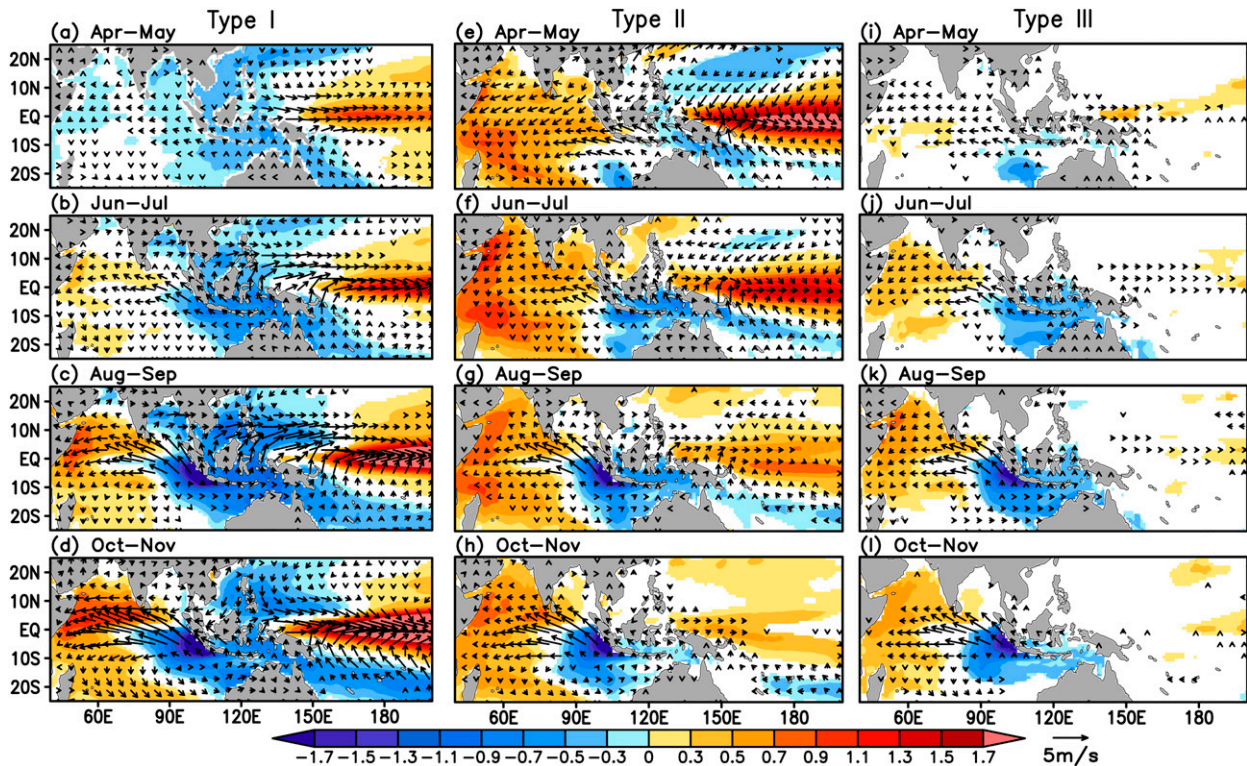 Type I Type II Type III
(a) Apr-May (e) Apr-May (i) Apr-May
20N
10N
EQ
10S
20S
(b) Jun-Jul (f) Jun-Jul (j) Jun-Jul
20N
10N
EQ
10S
20S
(c) Aug-Sep (g) Aug-Sep (k) Aug-Sep
20N
10N
EQ
10S
20S
(d) Oct-Nov (h) Oct-Nov (l) Oct-Nov
20N
10N
EQ
10S
20S
60E 90E 120E 150E 180 60E 90E 120E 150E 180 60E 90E 120E 150E 180
-1.7 -1.5 -1.3 -1.1 -0.9 -0.7 -0.5 -0.3 0 0.3 0.5 0.7 0.9 1.1 1.3 1.5 1.7 5m/s